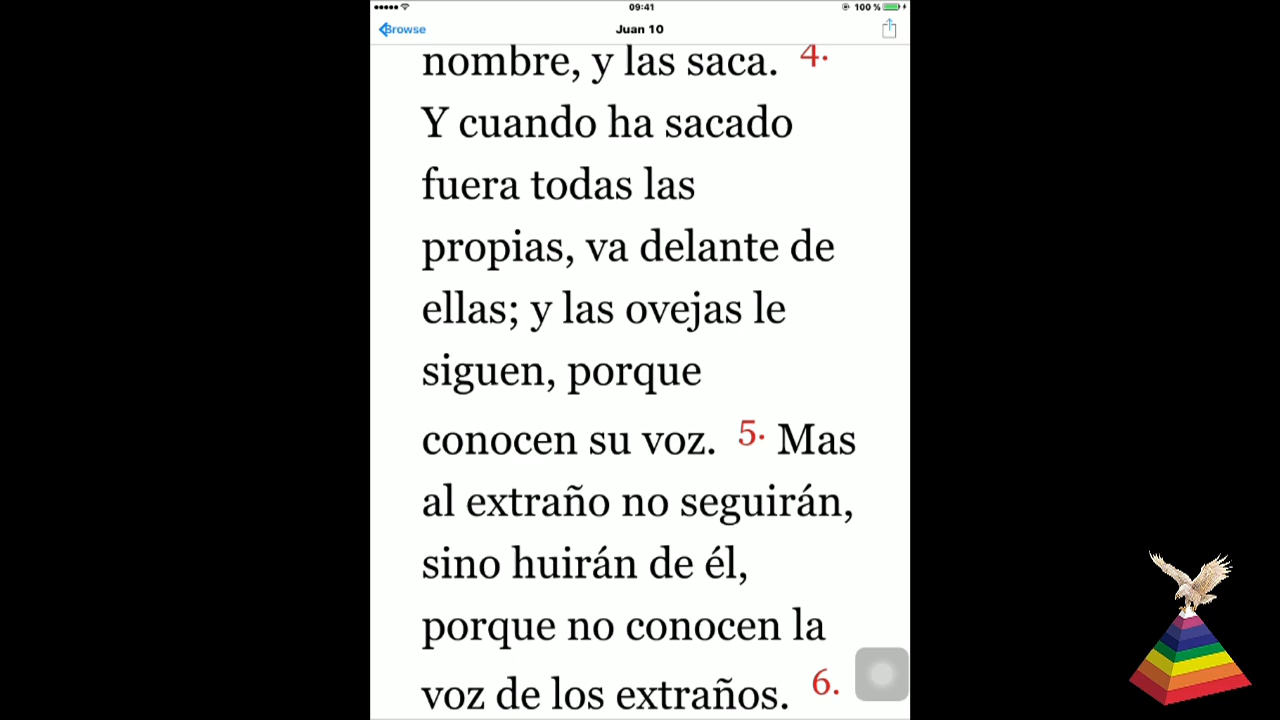 09:41
100 %
Browse
Juan 10
nombre, y las saca. 4.
Y cuando ha sacado
fuera todas las
propias, va delante de
ellas; y las ovejas le
siguen, porque
conocen su voz. 5. Mas
al extraño no seguirán,
sino huirán de él,
porque no conocen la
voz de los extraños. 6.